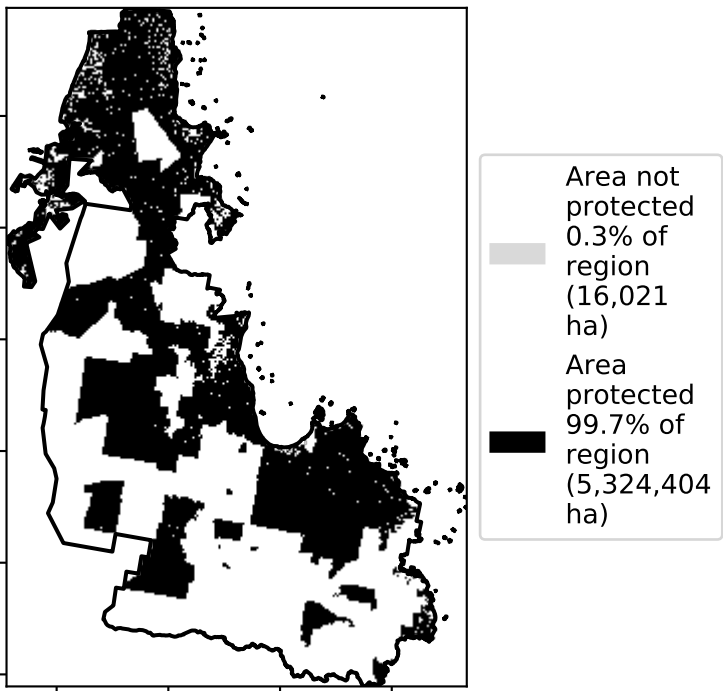 Area not
protected
0.3% of
region
(16,021
ha)
Area
protected
99.7% of
region
(5,324,404
ha)